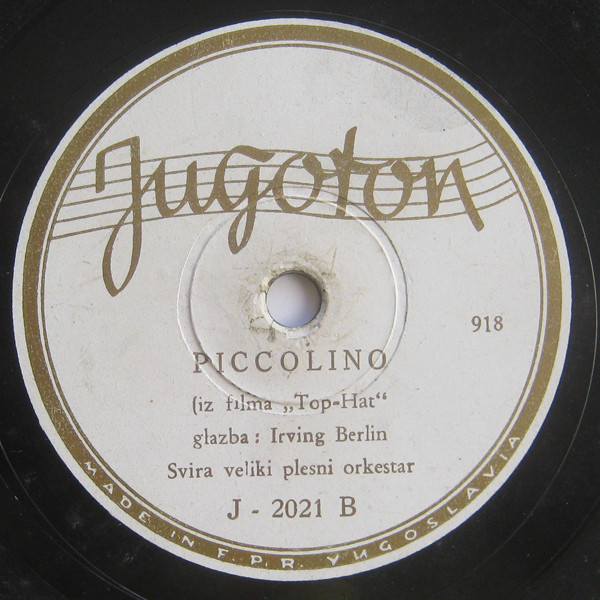 Jugoton
918
PICCOLINO
(iz filma „Top-Hat“
glazba : Irving Berlin
Svira veliki plesni orkestar
J - 2021 B
MADE IN F.P.R. YUGOSLAVIA